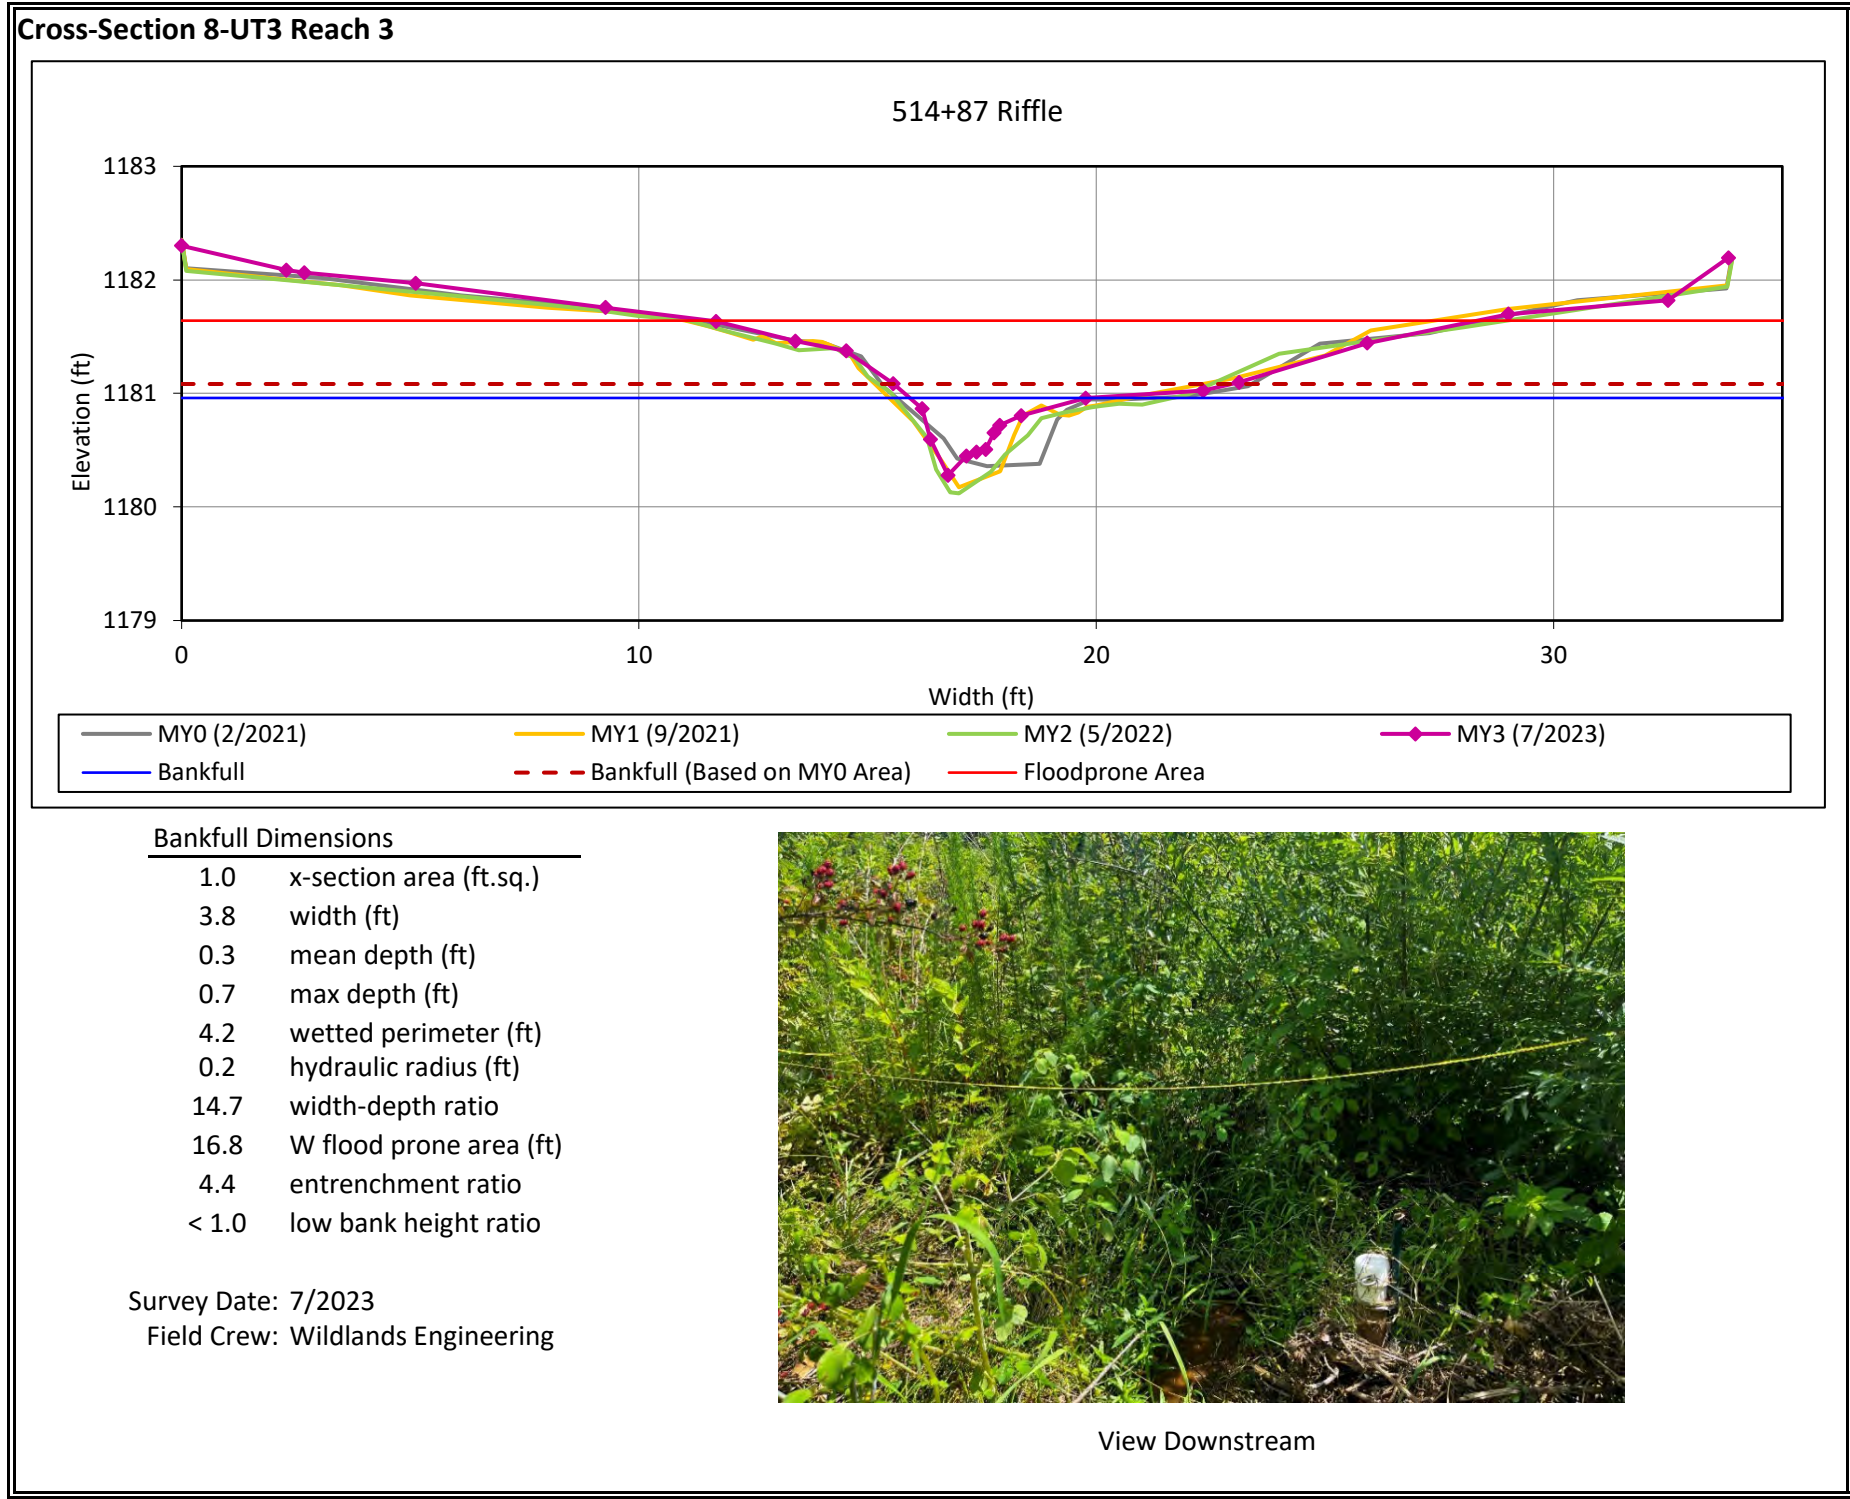 Cross-Section 8-UT3 Reach 3
514+87 Riffle
Elevation (ft)
1183
1182
1181
1180
1179
0 10 20 30
Width (ft)
MY0 (2/2021) MY1 (9/2021) MY2 (5/2022) MY3 (7/2023)
Bankfull Bankfull (Based on MY0 Area) Floodprone Area
Bankfull Dimensions
1.0 x-section area (ft.sq.)
3.8 width (ft)
0.3 mean depth (ft)
0.7 max depth (ft)
4.2 wetted perimeter (ft)
0.2 hydraulic radius (ft)
14.7 width-depth ratio
16.8 W flood prone area (ft)
4.4 entrenchment ratio
< 1.0 low bank height ratio
Survey Date: 7/2023
Field Crew: Wildlands Engineering
View Downstream